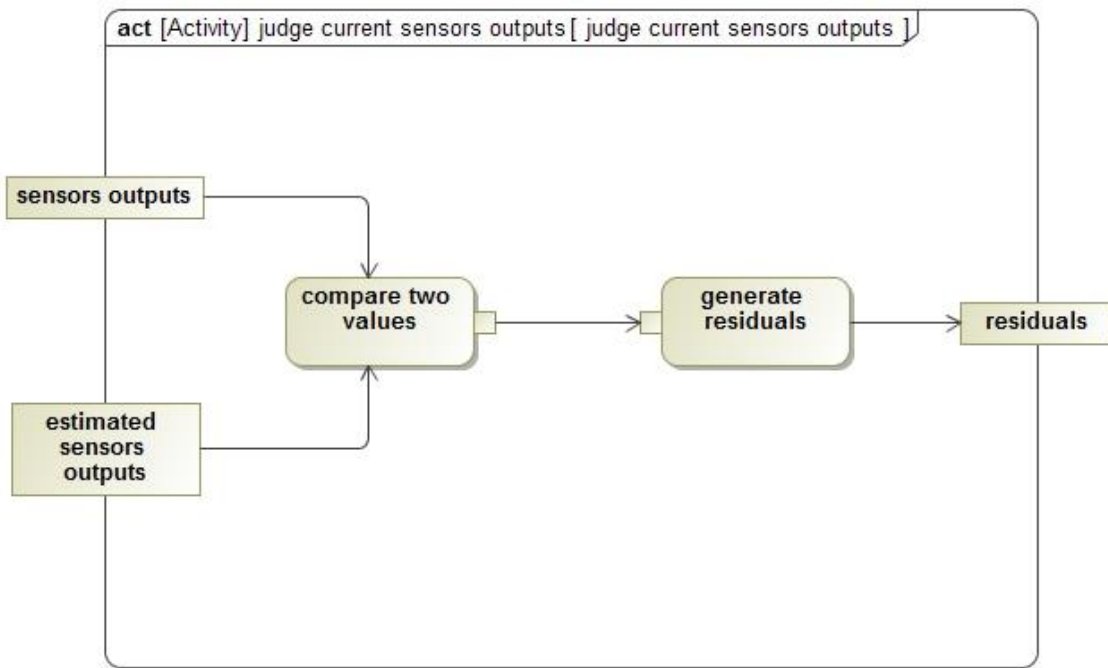 act [Activity] judge current sensors outputs [ judge current sensors outputs ]
sensors outputs
compare two
values
generate
residuals
residuals
estimated
sensors
outputs